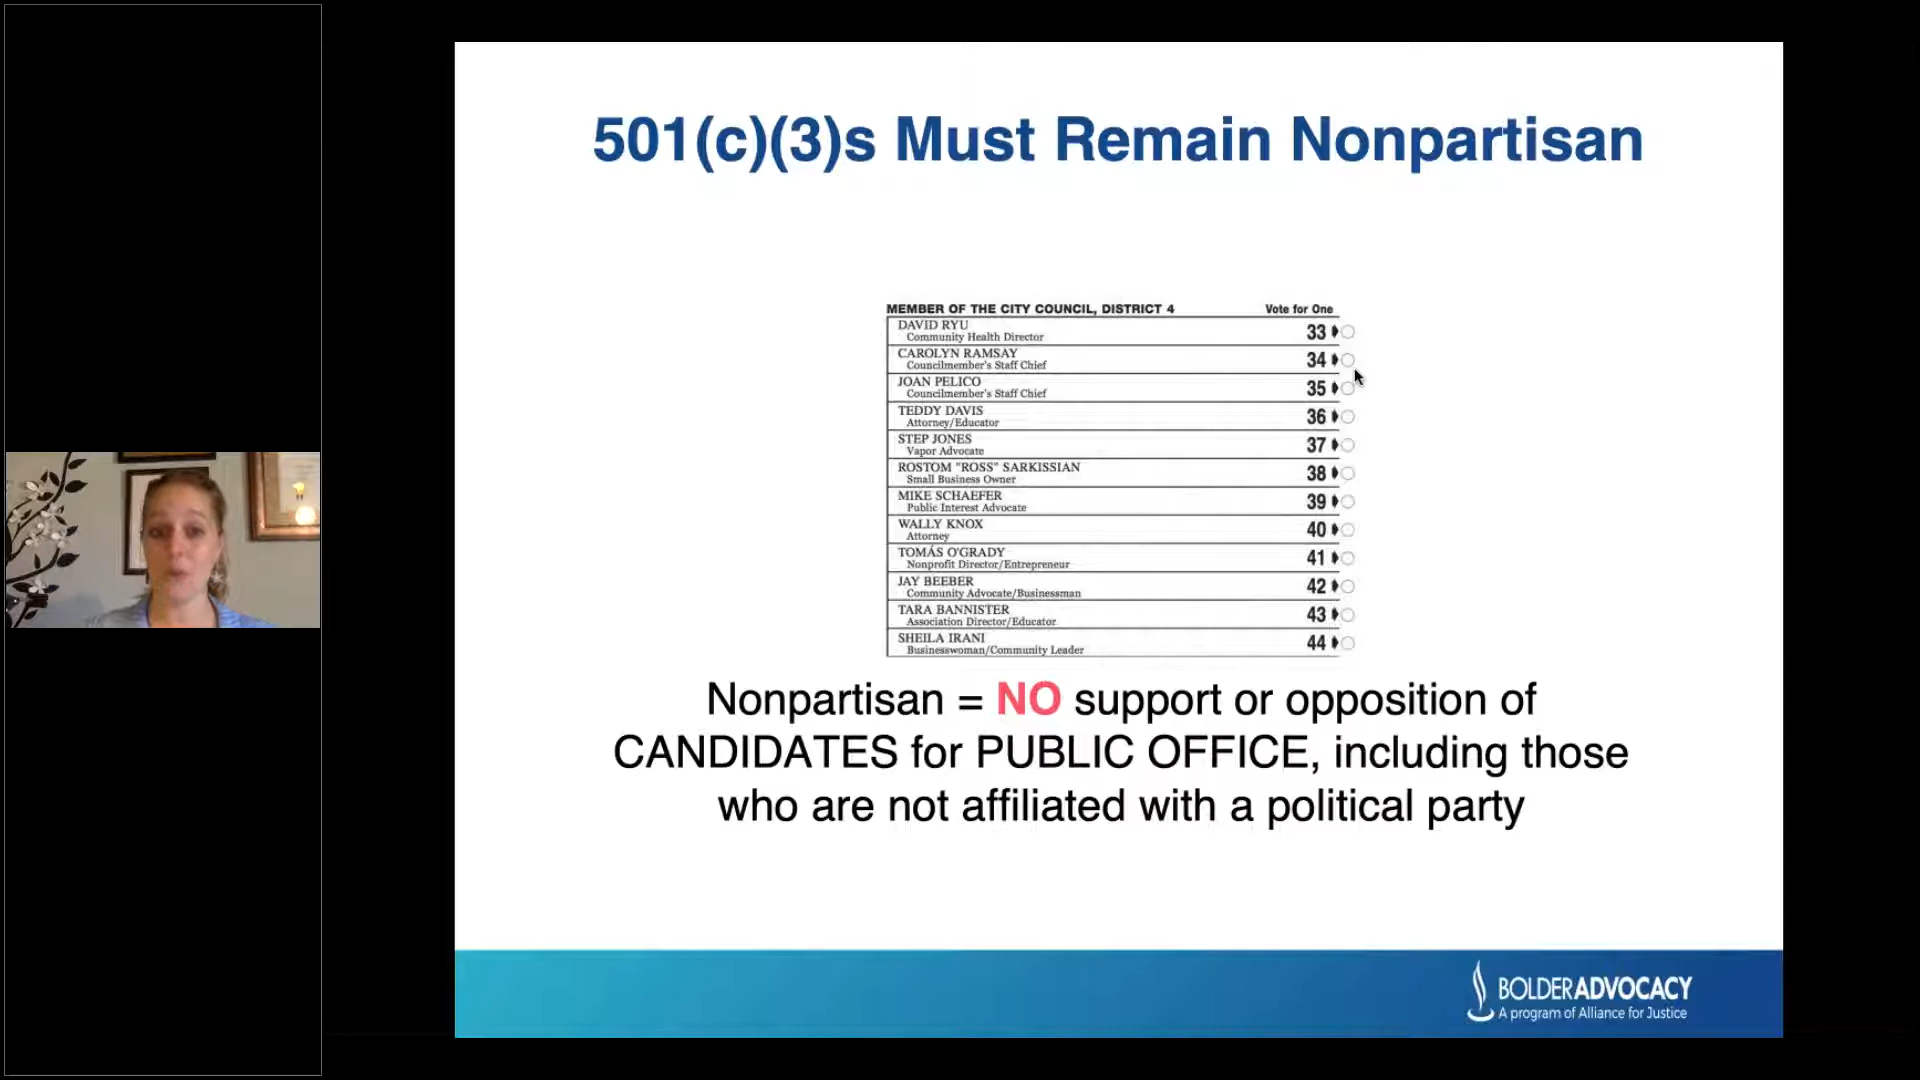 501(c)(3)s Must Remain Nonpartisan
MEMBER OF THE CITY COUNCIL, DISTRICT 4 Vote for One
DAVID RYU
Community Health Director 33
CAROLYN RAMSAY
Councilmember's Staff Chief 34
JOAN PELICO
Councilmember's Staff Chief 35
TEDDY DAVIS
Attorney/Educator 36
STEP JONES
Vapor Advocate 37
ROSTOM "ROSS" SARKISSIAN
Small Business Owner 38
MIKE SCHAEFER
Public Interest Advocate 39
WALLY KNOX
Attorney 40
TOMÁS O'GRADY
Nonprofit Director/Entrepreneur 41
JAY BEEBER
Community Advocate/Businessman 42
TARA BANNISTER
Association Director/Educator 43
SHEILA IRANI
Businesswoman/Community Leader 44
Nonpartisan = NO support or opposition of
CANDIDATES for PUBLIC OFFICE, including those
who are not affiliated with a political party
BOLDERADVOCACY
A program of Alliance for Justice